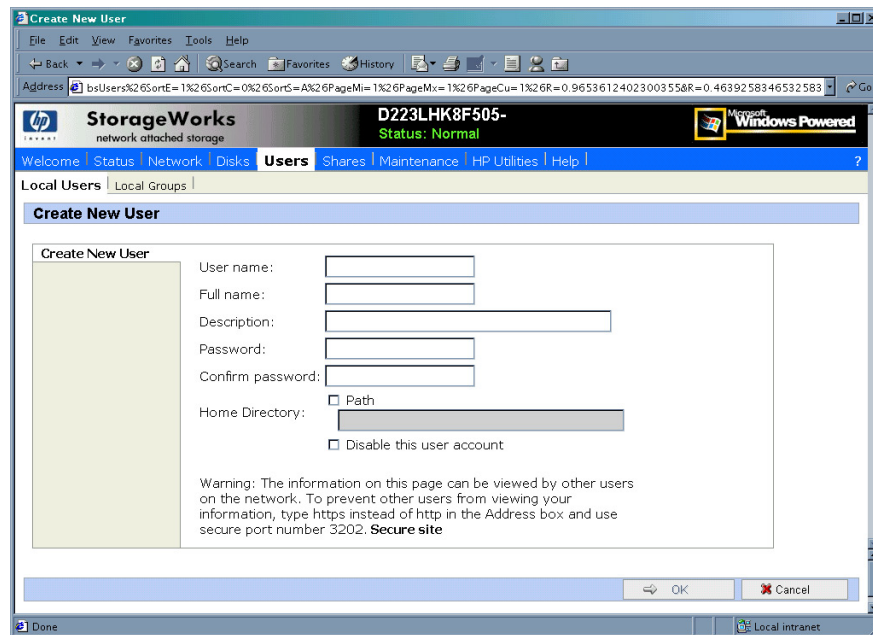 Create New User
File Edit View Favorites Tools Help
Back Search Favorites History
Address bsUsers%26SortE=1%26SortC=0%26SortS=A%26PageMi=1%26PageMx=1%26PageCu=1%26R=0.9653612402300355&R=0.4639258346532583 Go
hp StorageWorks D223LHK8F505- Microsoft
invent network attached storage Status: Normal Windows Powered
Welcome Status Network Disks Users Shares Maintenance HP Utilities Help ?
Local Users Local Groups
Create New User
Create New User
User name:
Full name:
Description:
Password:
Confirm password:
Path
Home Directory:
Disable this user account
Warning: The information on this page can be viewed by other users
on the network. To prevent other users from viewing your
information, type https instead of http in the Address box and use
secure port number 3202. Secure site
OK Cancel
Done Local intranet